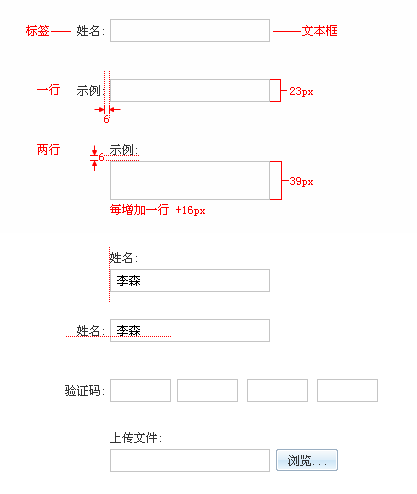 标签 姓名: 文本框
一行 示例: 23px
6
两行 示例:
6
39px
每增加一行 +16px
姓名:
李森
姓名: 李森
验证码:
上传文件:
浏览...